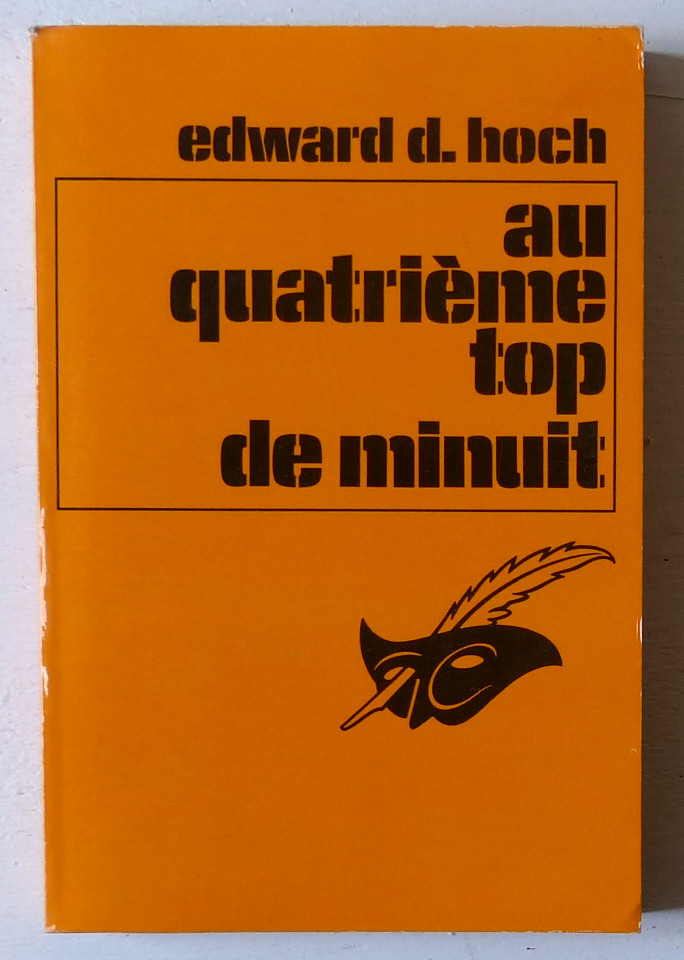 edward d. hoch
au
quatrième
top
de minuit